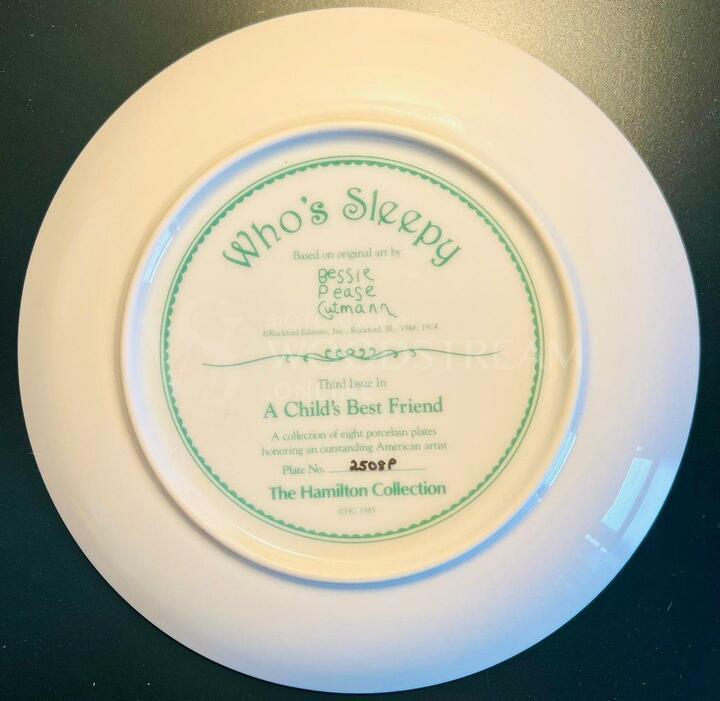 Who's Sleepy
Based on original art by
Bessie
Pease
Gutmann
©Rockford Editions, Inc., Rockford, Ill., 1946, 1974
Third Issue In
A Child's Best Friend
A collection of eight porcelain plates
honoring an outstanding American artist
Plate No. 2508P
The Hamilton Collection
©HC 1985
WOODSTREAM